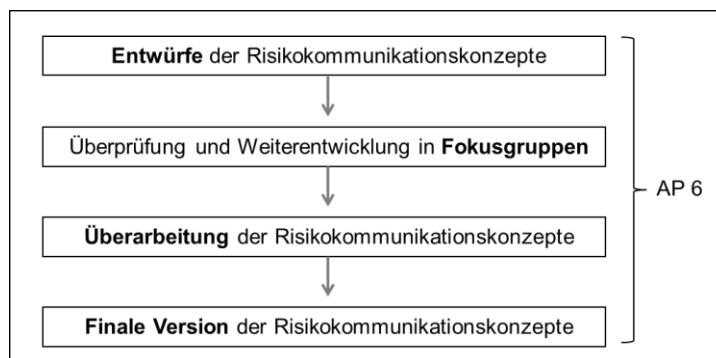 Entwürfe der Risikokommunikationskonzepte
Überprüfung und Weiterentwicklung in Fokusgruppen
AP 6
Überarbeitung der Risikokommunikationskonzepte
Finale Version der Risikokommunikationskonzepte